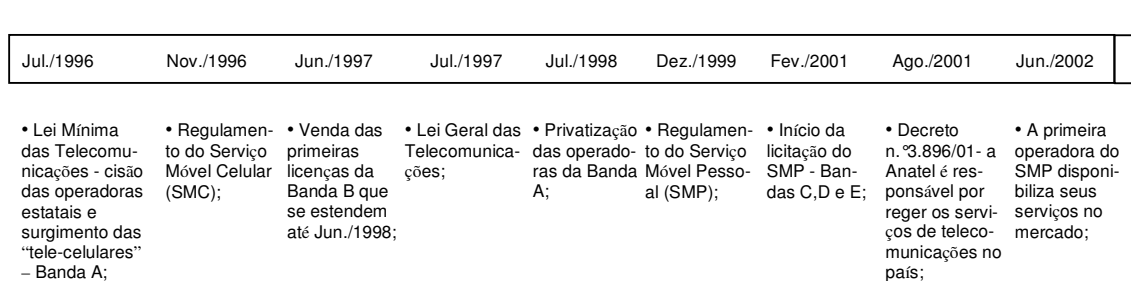 Jul./1996 Nov./1996 Jun./1997 Jul./1997 Jul./1998 Dez./1999 Fev./2001 Ago./2001 Jun./2002
• Lei Mínima
das Telecomu-
nicações - cisão
das operadoras
estatais e
surgimento das
“tele-celulares”
– Banda A;
• Regulamen-
to do Serviço
Móvel Celular
(SMC);
• Venda das
primeiras
licenças da
Banda B que
se estendem
até Jun./1998;
• Lei Geral das
Telecomunica-
ções;
• Privatização
das operado-
ras da Banda
A;
• Regulamen-
to do Serviço
Móvel Pesso-
al (SMP);
• Início da
licitação do
SMP - Ban-
das C,D e E;
• Decreto
n.°3.896/01- a
Anatel é res-
ponsável por
reger os servi-
ços de teleco-
municações no
país;
• A primeira
operadora do
SMP disponi-
biliza seus
serviços no
mercado;